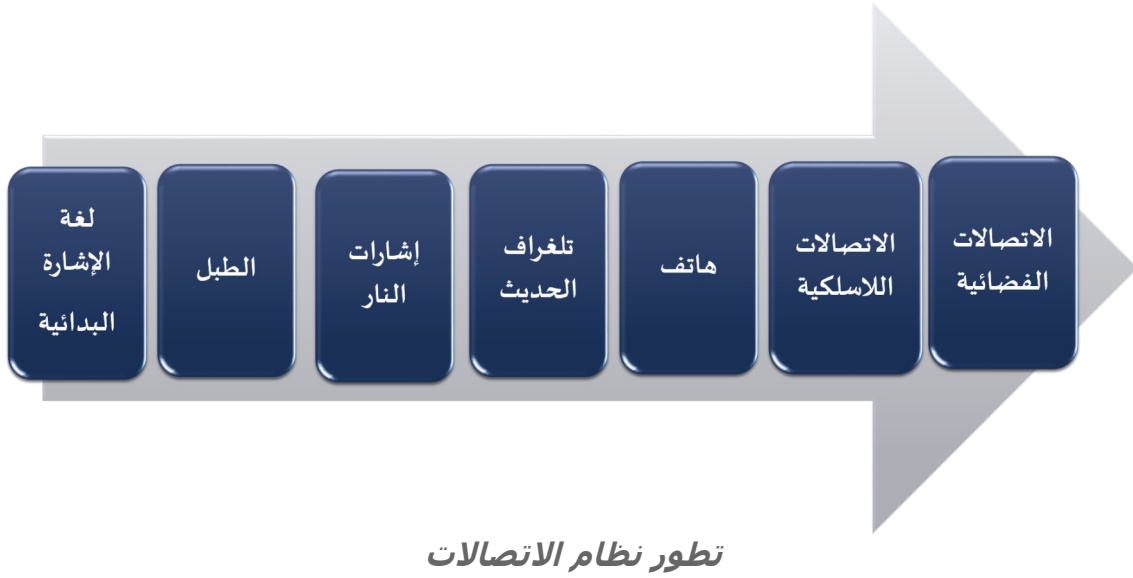 لغة
الإشارة
البدائية
الطبل
إشارات
النار
تلغراف
الحديث
هاتف
الاتصالات
اللاسلكية
الاتصالات
الفضائية
تطور نظام الاتصالات